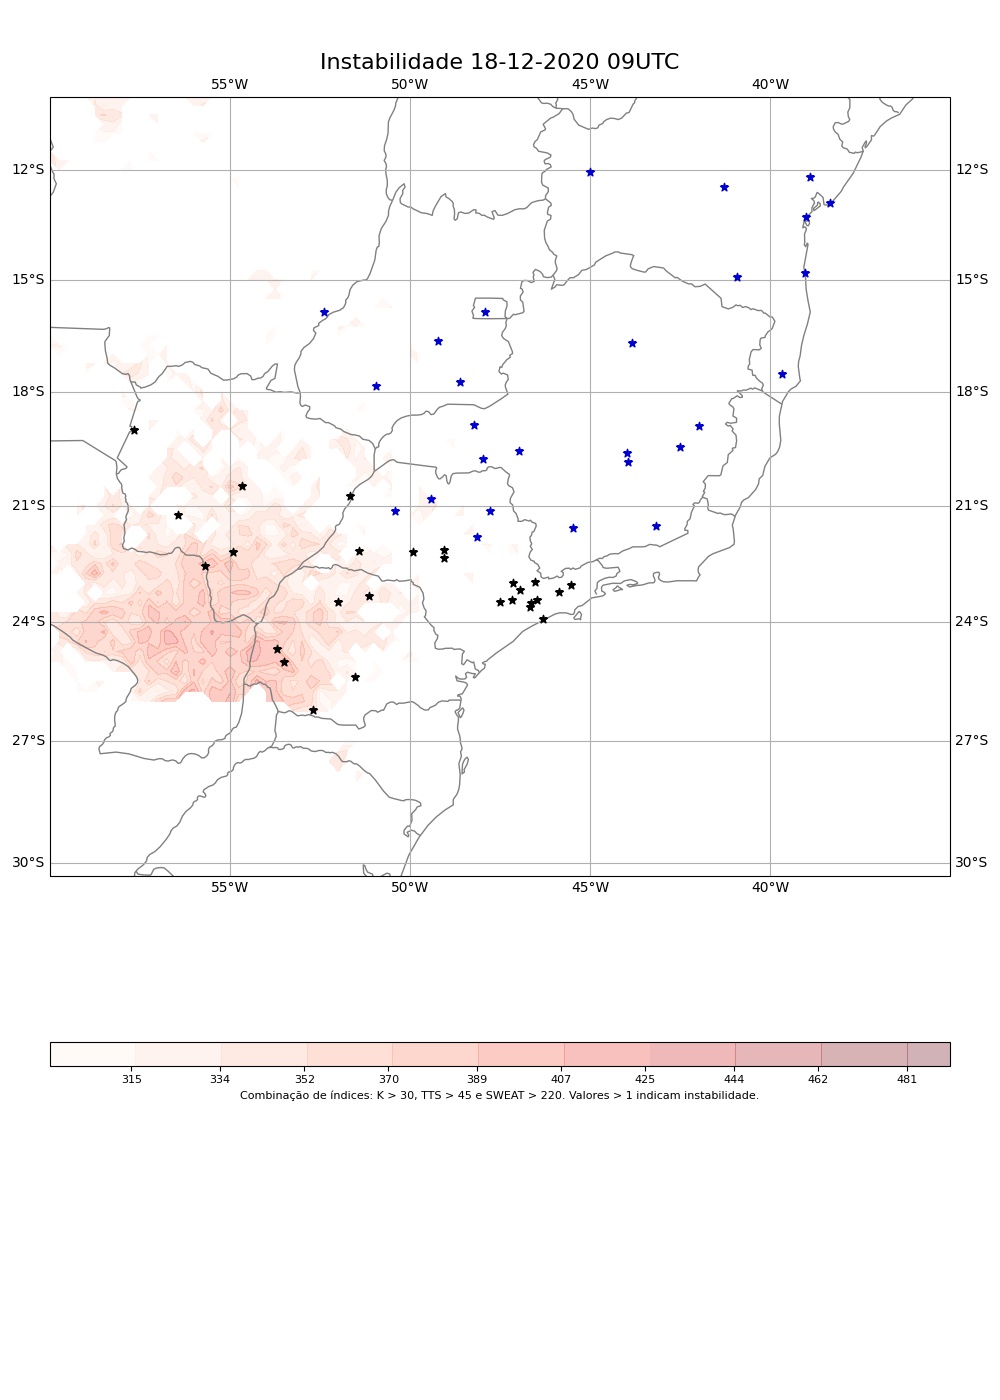 Instabilidade 18-12-2020 09UTC
55°W 50°W 45°W 40°W
12°S 12°S
15°S 15°S
18°S 18°S
21°S 21°S
24°S 24°S
27°S 27°S
30°S 30°S
55°W 50°W 45°W 40°W
315 334 352 370 389 407 425 444 462 481
Combinação de índices: K > 30, TTS > 45 e SWEAT > 220. Valores > 1 indicam instabilidade.